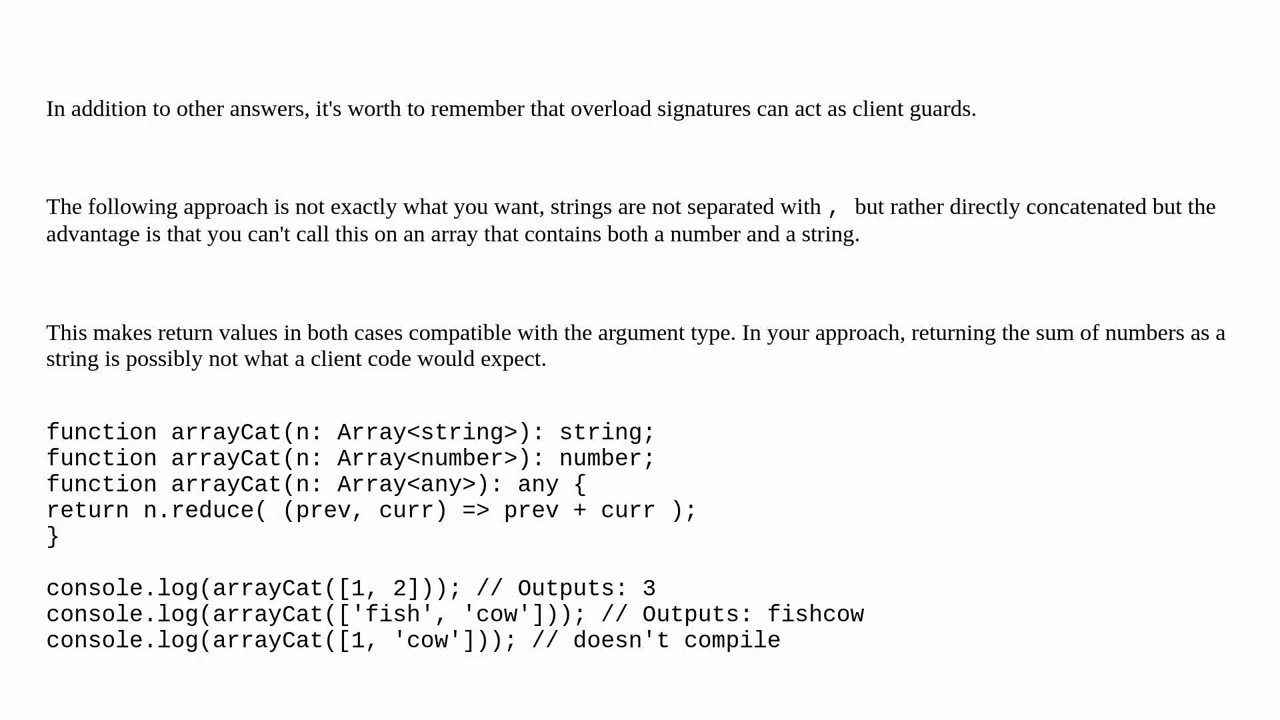 In addition to other answers, it's worth to remember that overload signatures can act as client guards.
The following approach is not exactly what you want, strings are not separated with , but rather directly concatenated but the
advantage is that you can't call this on an array that contains both a number and a string.
This makes return values in both cases compatible with the argument type. In your approach, returning the sum of numbers as a
string is possibly not what a client code would expect.
function arrayCat(n: Array<string>): string;
function arrayCat(n: Array<number>): number;
function arrayCat(n: Array<any>): any {
return n.reduce( (prev, curr) => prev + curr );
}
console.log(arrayCat([1, 2])); // Outputs: 3
console.log(arrayCat(['fish', 'cow'])); // Outputs: fishcow
console.log(arrayCat([1, 'cow'])); // doesn't compile